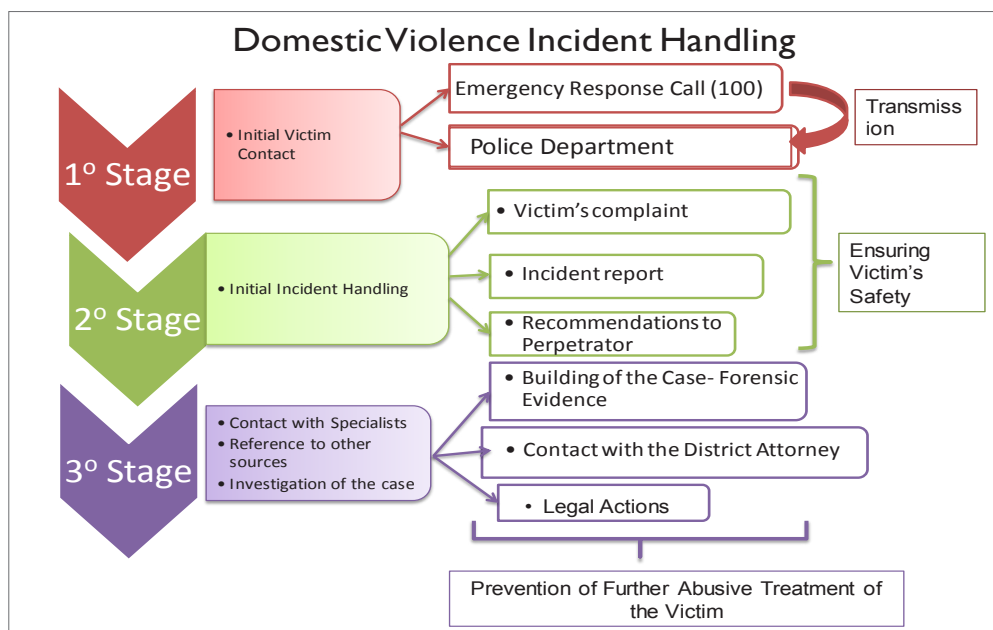 Domestic Violence Incident Handling
1º Stage
• Initial Victim
Contact
Emergency Response Call (100)
Police Department
Transmiss
ion
2º Stage
• Initial Incident Handling
• Victim's complaint
• Incident report
• Recommendations to
Perpetrator
Ensuring
Victim's
Safety
3º Stage
• Contact with Specialists
• Reference to other
sources
• Investigation of the case
• Building of the Case- Forensic
Evidence
• Contact with the District Attorney
• Legal Actions
Prevention of Further Abusive Treatment of
the Victim